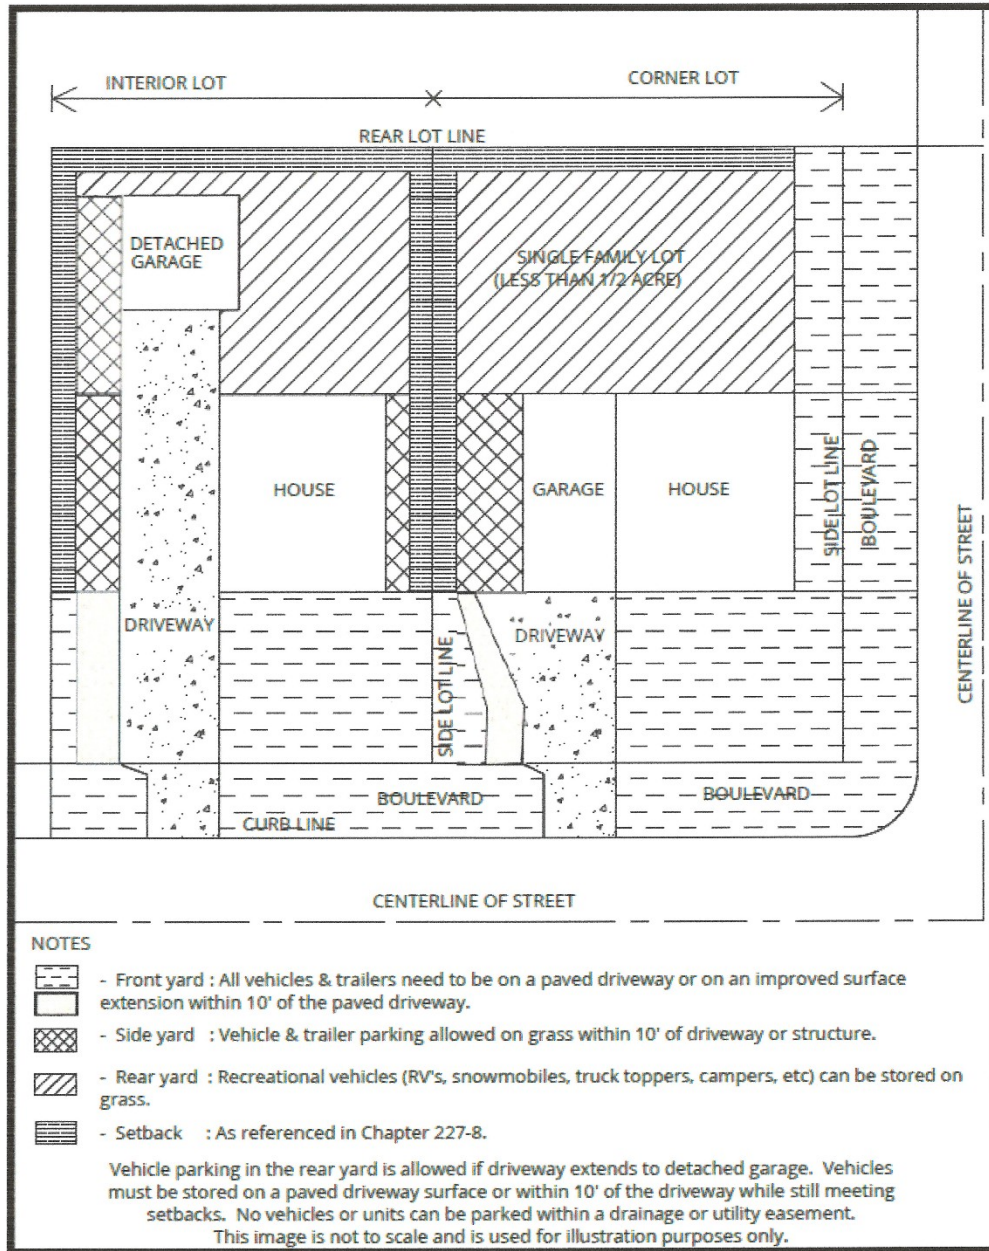 INTERIOR LOT
CORNER LOT
REAR LOT LINE
DETACHED
GARAGE
SINGLE FAMILY LOT
(LESS THAN 1/2 ACRE)
HOUSE
GARAGE
HOUSE
SIDE LOT LINE
BOULEVARD
CENTERLINE OF STREET
DRIVEWAY
SIDE LOT LINE
DRIVEWAY
BOULEVARD
BOULEVARD
CURB LINE
CENTERLINE OF STREET
NOTES
- Front yard : All vehicles & trailers need to be on a paved driveway or on an improved surface
extension within 10' of the paved driveway.
- Side yard : Vehicle & trailer parking allowed on grass within 10' of driveway or structure.
- Rear yard : Recreational vehicles (RV's, snowmobiles, truck toppers, campers, etc) can be stored on
grass.
- Setback : As referenced in Chapter 227-8.
Vehicle parking in the rear yard is allowed if driveway extends to detached garage. Vehicles
must be stored on a paved driveway surface or within 10' of the driveway while still meeting
setbacks. No vehicles or units can be parked within a drainage or utility easement.
This image is not to scale and is used for illustration purposes only.